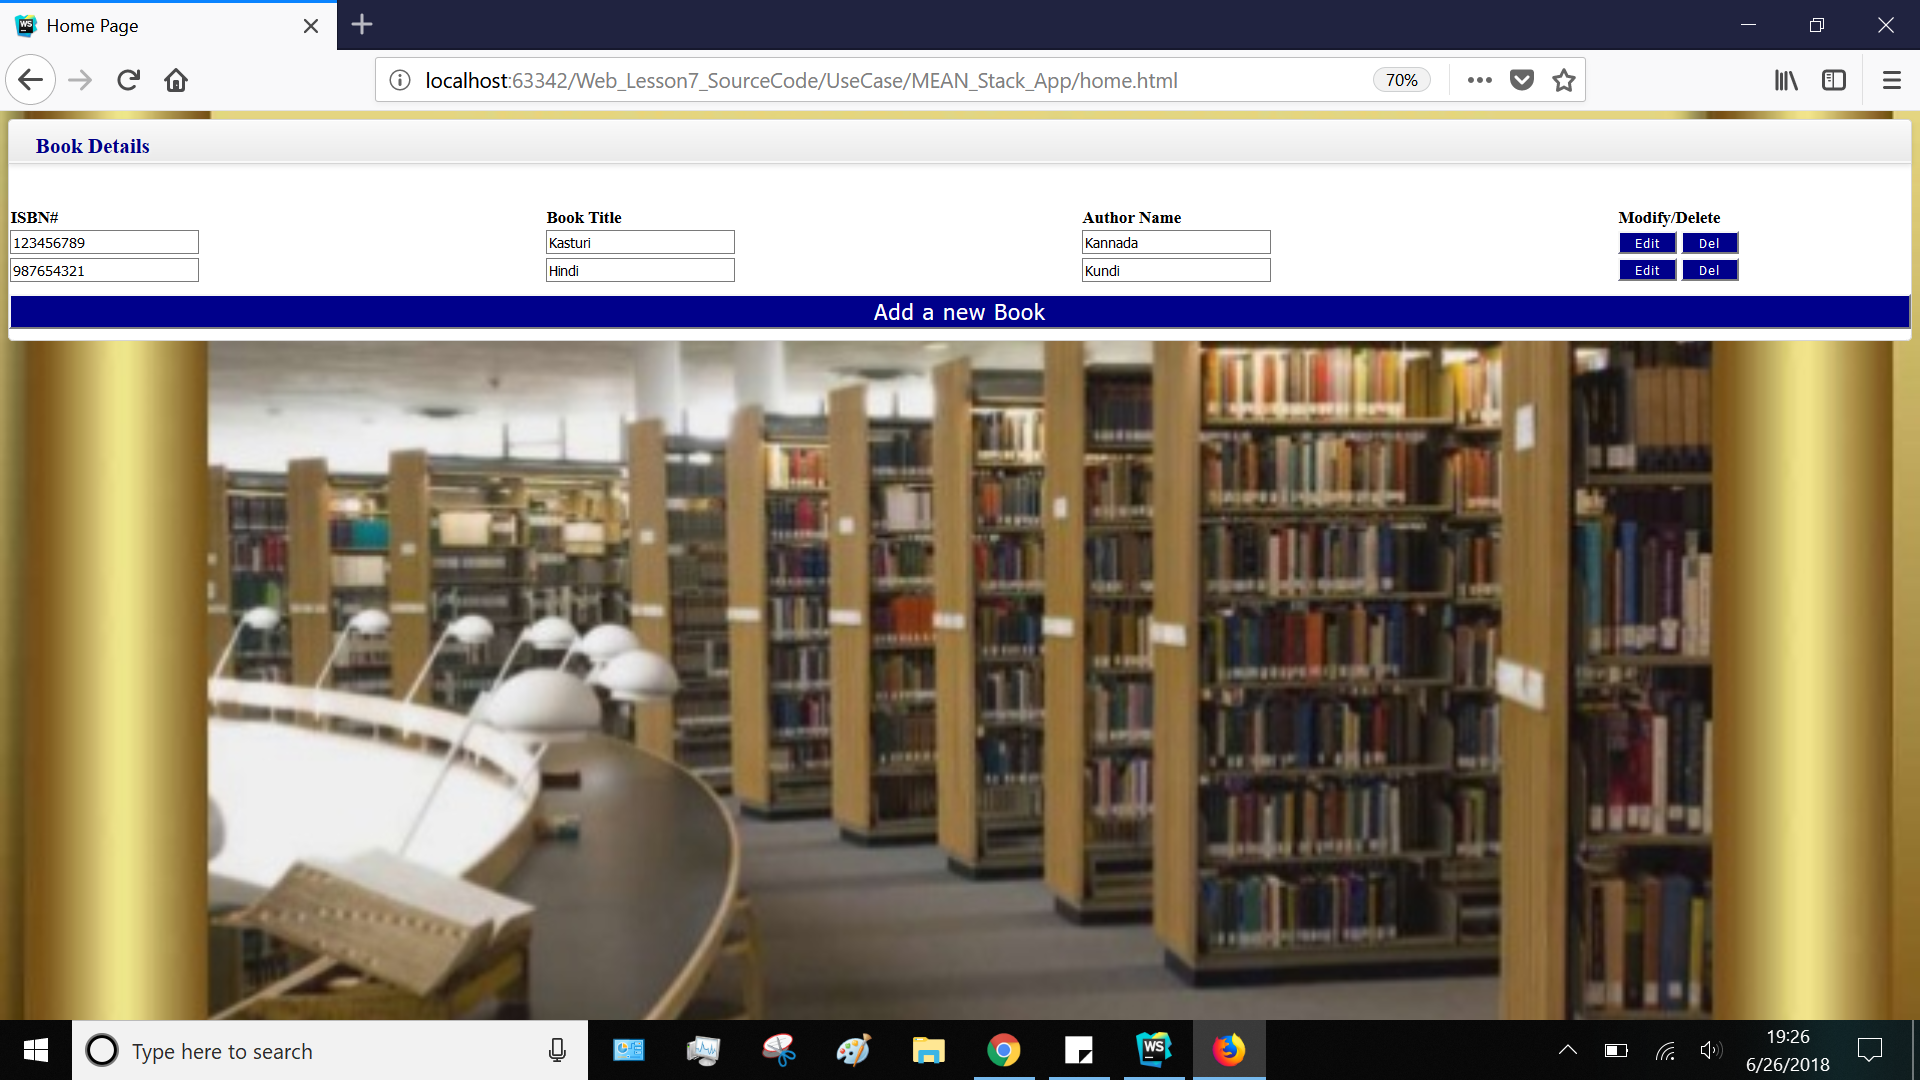 Home Page
localhost:63342/Web_Lesson7_SourceCode/UseCase/MEAN_Stack_App/home.html 70%
Book Details
ISBN# Book Title Author Name Modify/Delete
123456789 Kasturi Kannada Edit Del
987654321 Hindi Kundi Edit Del
Add a new Book
Type here to search
WS
19:26
6/26/2018